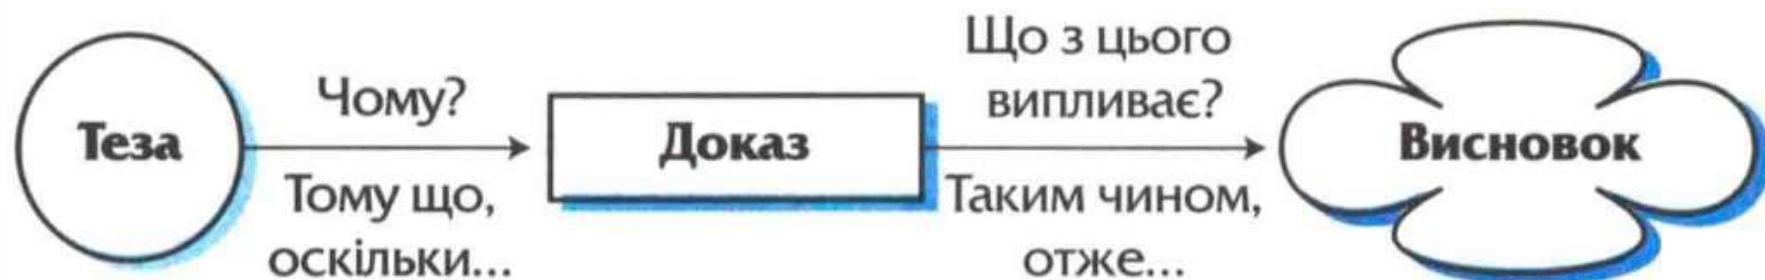 Теза
Чому?
Тому що,
оскільки...
Доказ
Що з цього
випливає?
Таким чином,
отже...
Висновок